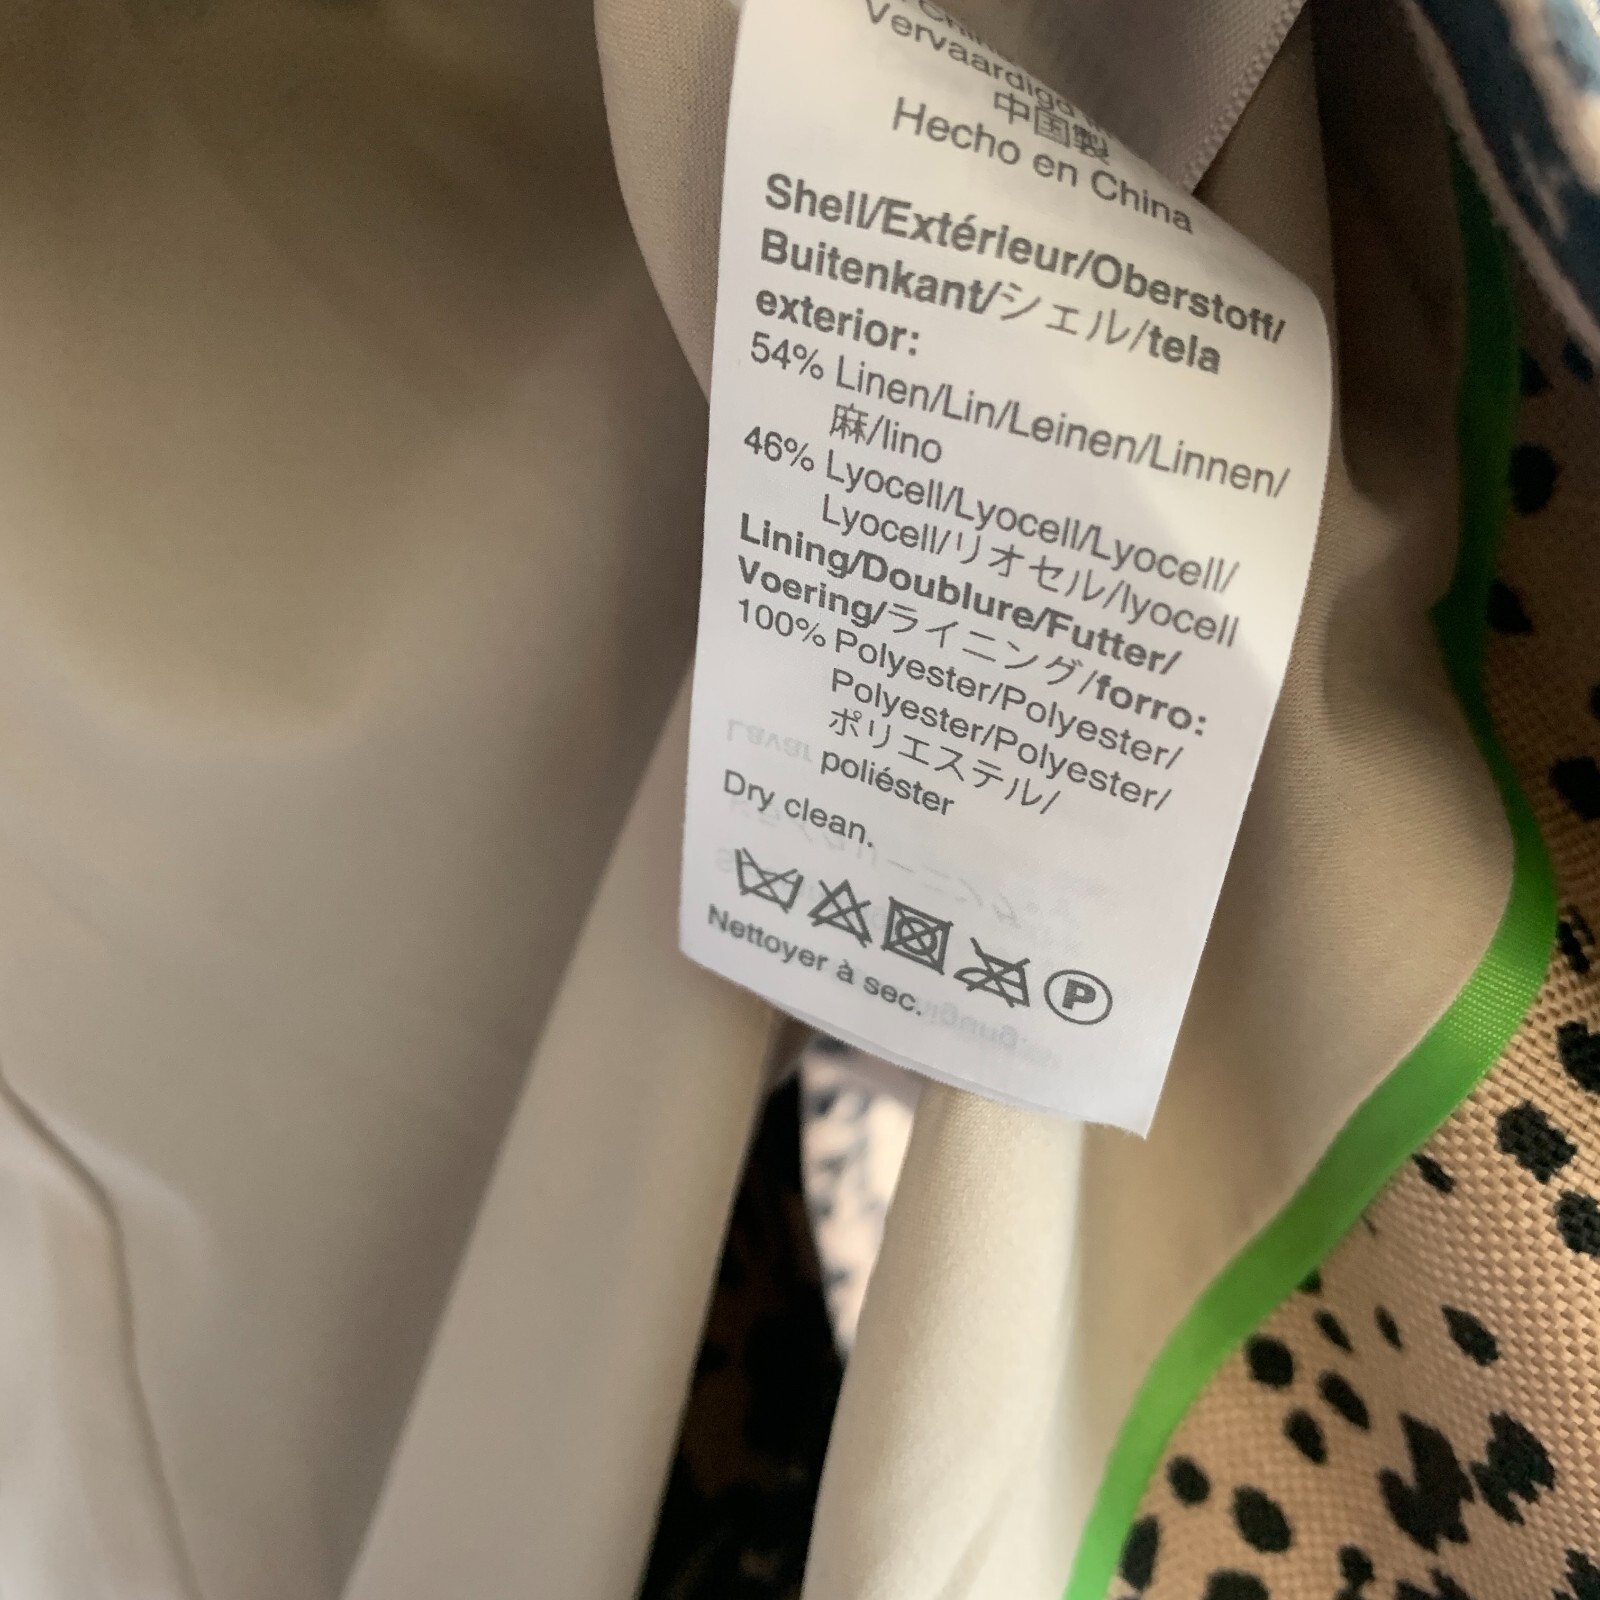 Hecho en China
中国製
Shell/Extérieur/Oberstoff/
Buitenkant/シェル/tela
exterior:
54% Linen/Lin/Leinen/Linnen/
麻/lino
46% Lyocell/Lyocell/Lyocell/
Lyocell/リオセル/lyocell
Lining/Doublure/Futter/
Voering/ライニング/forro:
100% Polyester/Polyester/
Polyester/Polyester/
ポリエステル/
poliéster
Dry clean.
P
Nettoyer à sec.